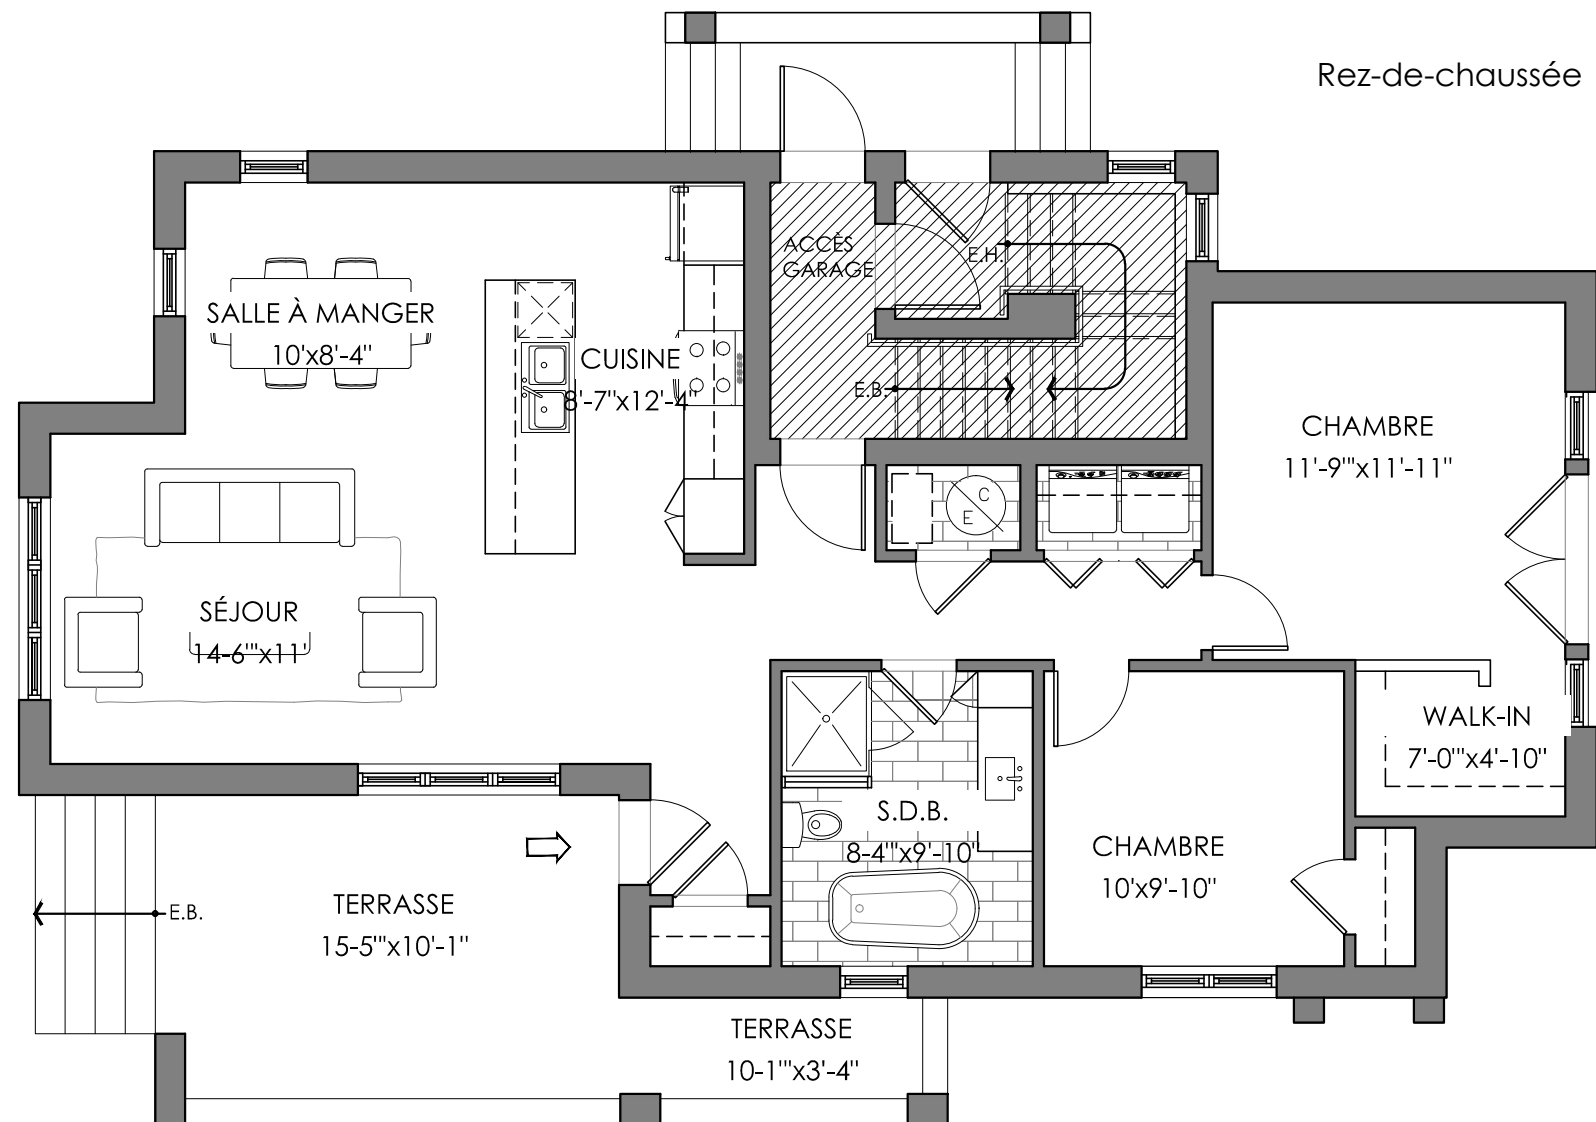 Rez-de-chaussée
ACCÈS
GARAGE
E.H.
SALLE À MANGER
10'x8'-4"
CUISINE
8'-7"x12'-4"
E.B.
CHAMBRE
11'-9'"x11'-11"
C
E
SÉJOUR
14-6'"x11'
WALK-IN
7'-0'"x4'-10"
S.D.B.
8-4'"x9'-10"
CHAMBRE
10'x9'-10"
TERRASSE
15-5'"x10'-1"
E.B.
TERRASSE
10-1'"x3'-4"